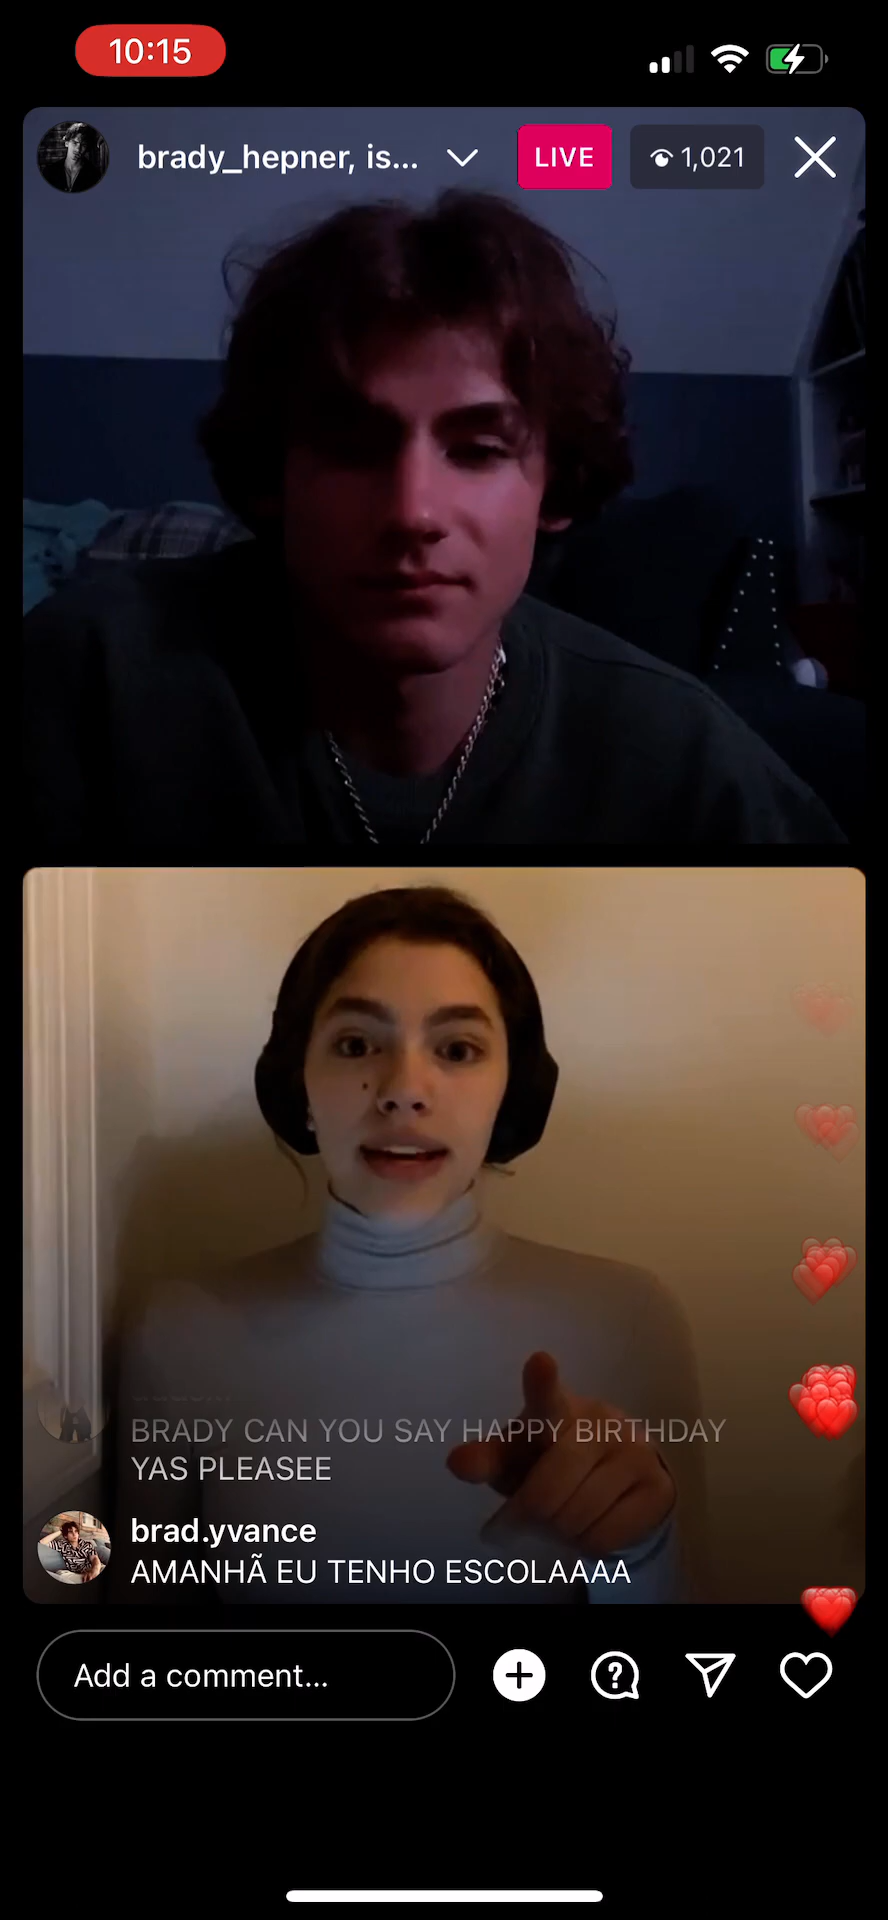 10:15
brady_hepner, is...
LIVE
1,021
BRADY CAN YOU SAY HAPPY BIRTHDAY
YAS PLEASEE
brad.yvance
AMANHÃ EU TENHO ESCOLAAAA
Add a comment...